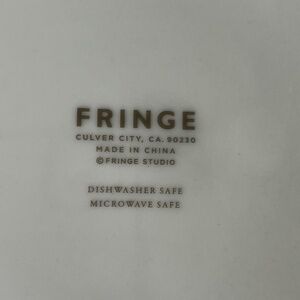 FRINGE
CULVER CITY, CA. 90230
MADE IN CHINA
©FRINGE STUDIO
DISHWASHER SAFE
MICROWAVE SAFE